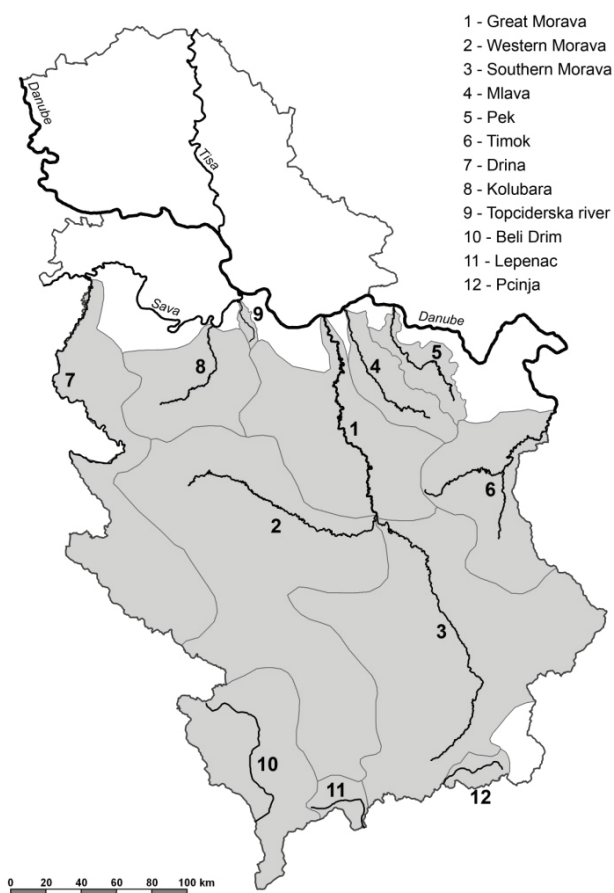 1 - Great Morava
2 - Western Morava
3 - Southern Morava
4 - Mlava
5 - Pek
6 - Timok
7 - Drina
8 - Kolubara
9 - Topciderska river
10 - Beli Drim
11 - Lepenac
12 - Pcinja
Danube
Tisa
Sava
Danube
9
7
8
4
5
1
6
2
3
10
11
12
0 20 40 60 80 100 km